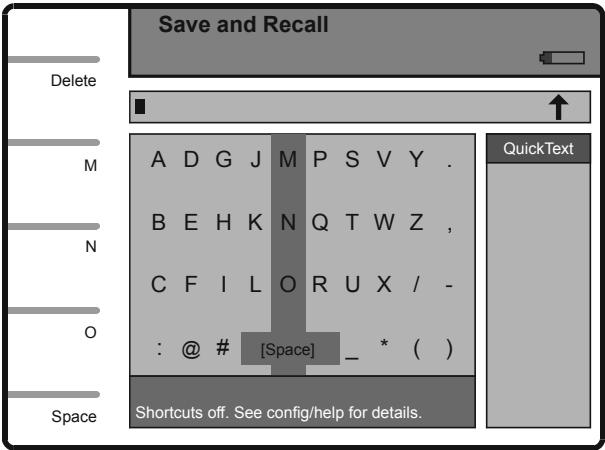 Save and Recall
Delete
QuickText
M
A D G J M P S V Y .
N
B E H K N Q T W Z ,
C F I L O R U X / -
O
: @ # [Space] _ * ( )
Space
Shortcuts off. See config/help for details.